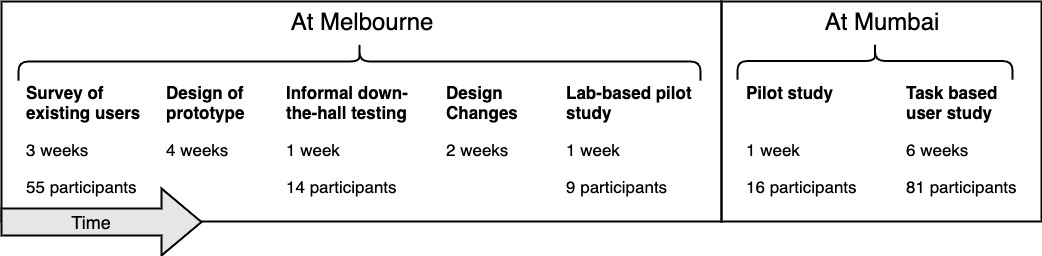 At Melbourne
At Mumbai
Survey of
existing users
3 weeks
55 participants
Design of
prototype
4 weeks
Informal down-
the-hall testing
1 week
14 participants
Design
Changes
2 weeks
Lab-based pilot
study
1 week
9 participants
Pilot study
1 week
16 participants
Task based
user study
6 weeks
81 participants
Time